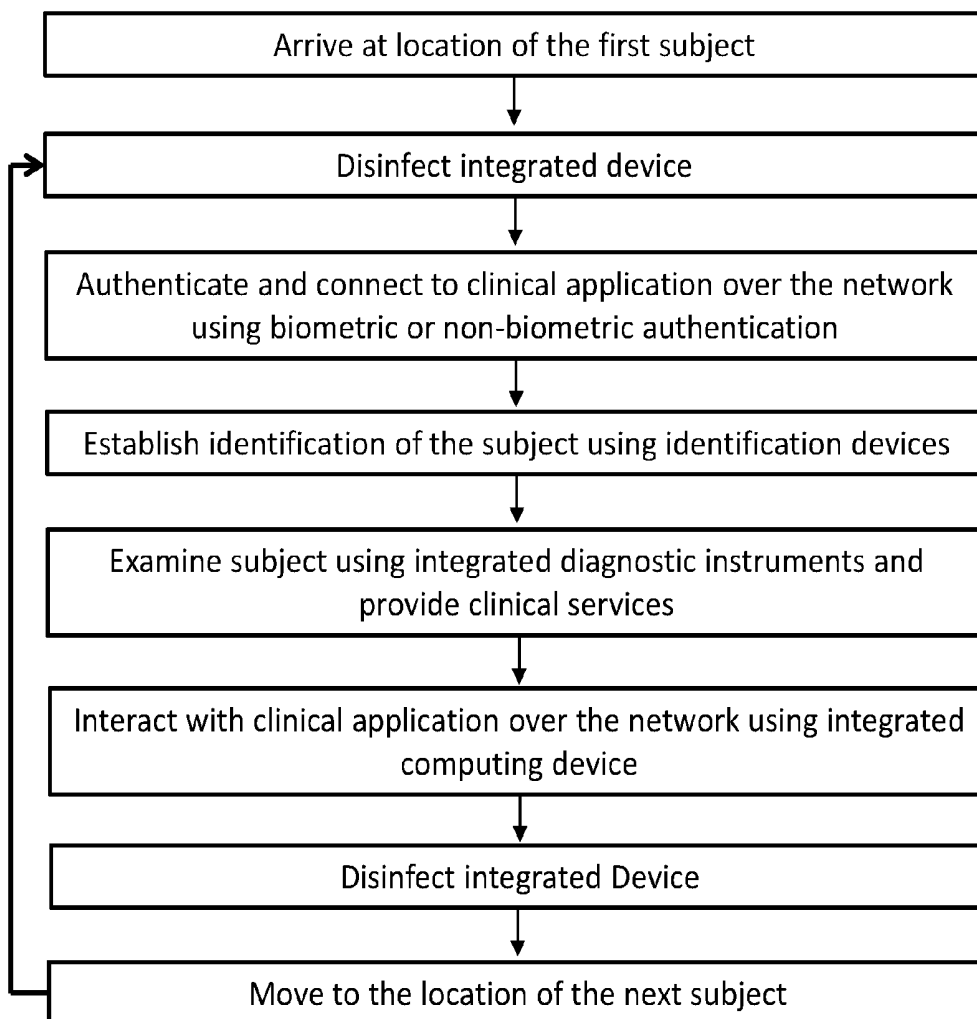 Arrive at location of the first subject
Disinfect integrated device
Authenticate and connect to clinical application over the network
using biometric or non-biometric authentication
Establish identification of the subject using identification devices
Examine subject using integrated diagnostic instruments and
provide clinical services
Interact with clinical application over the network using integrated
computing device
Disinfect integrated Device
Move to the location of the next subject